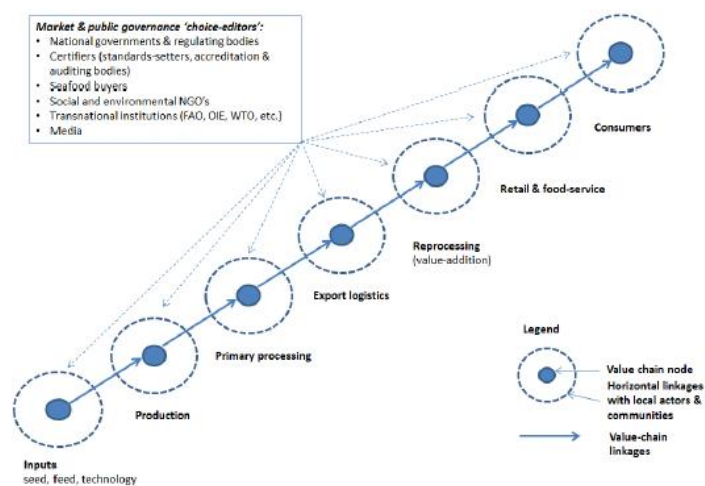 Market & public governance 'choice-editors':
• National governments & regulating bodies
• Certifiers (standards-setters, accreditation &
auditing bodies)
• Seafood buyers
• Social and environmental NGO's
• Transnational institutions (FAO, OIE, WTO, etc.)
• Media
Consumers
Retail & food-service
Reprocessing
(value-addition)
Export logistics
Primary processing
Production
Inputs
seed, feed, technology
Legend
Value chain node
Horizontal linkages
with local actors &
communities
Value-chain
linkages